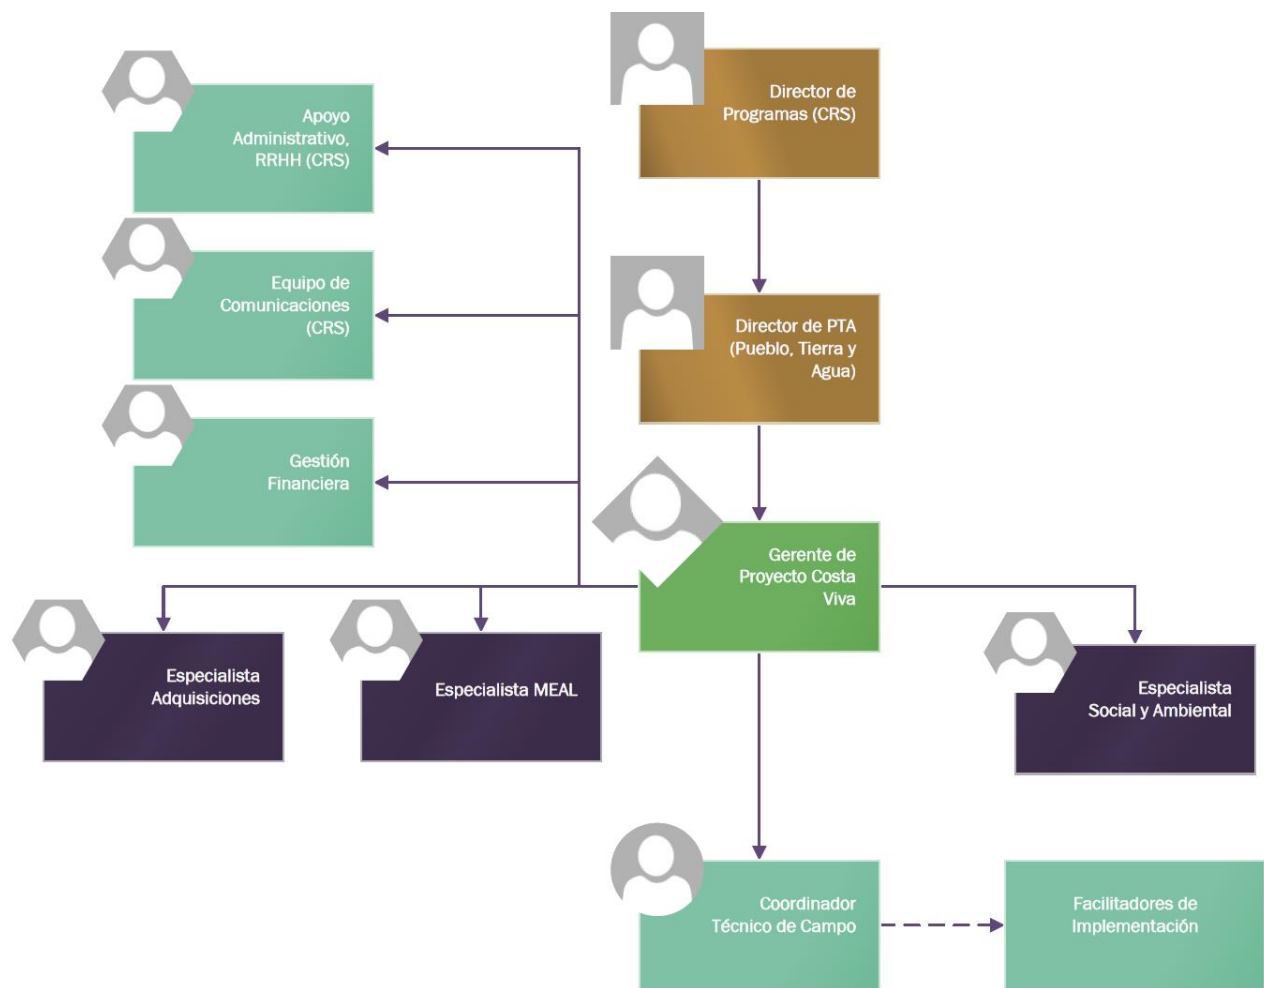 Director de
Programas (CRS)
Apoyo
Administrativo,
RRHH (CRS)
Equipo de
Comunicaciones
(CRS)
Director de PTA
(Pueblo, Tierra y
Agua)
Gestión
Financiera
Gerente de
Proyecto Costa
Viva
Especialista
Adquisiciones
Especialista MEAL
Especialista
Social y Ambiental
Coordinador
Técnico de Campo
Facilitadores de
Implementación